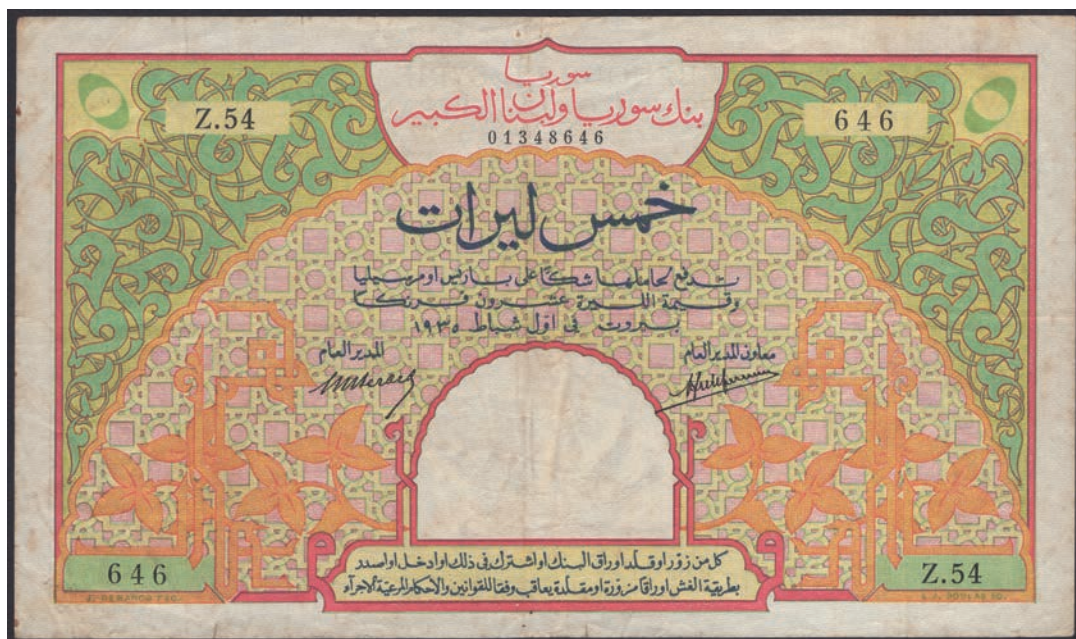 سوريا
بنك سوريا ولبنان الكبير
01348646
Z.54
646
خمس ليرات
تدفع لحاملها شكا على باريس او مرسيليا
وقيمة الليرة عشرون فرنكا
بيروت في اول شباط ١٩٣٥
معاون المدير العام
المدير العام
كل من زور او قلد اوراق البنك او اشترك في ذلك او ادخل او اصدر
بطريقة الغش اوراقا مزورة او مقلدة يعاقب وفقا للقوانين والاحكام المرعية الاجراء
646
Z.54